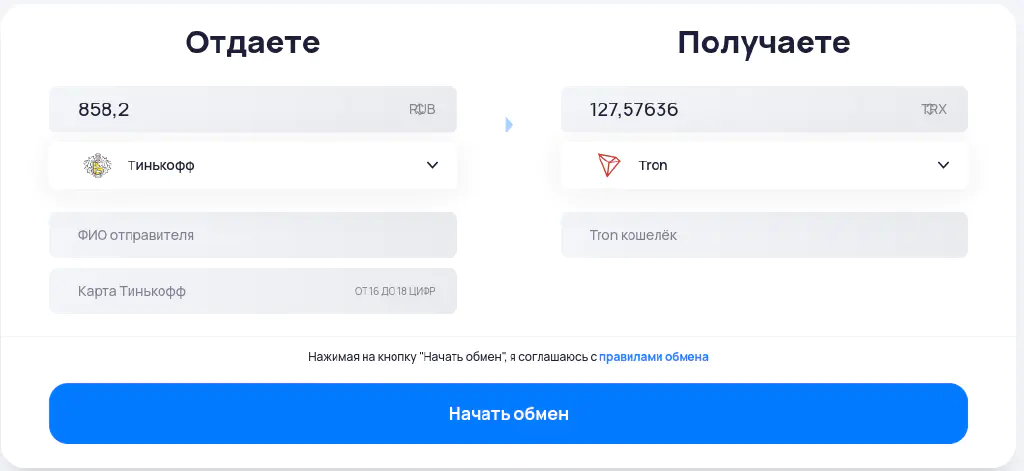 Отдаете
Получаете
858,2 RUB
127,57636 TRX
Тинькофф
Tron
ФИО отправителя
Tron кошелёк
Карта Тинькофф ОТ 16 ДО 18 ЦИФР
Нажимая на кнопку "Начать обмен", я соглашаюсь с правилами обмена
Начать обмен